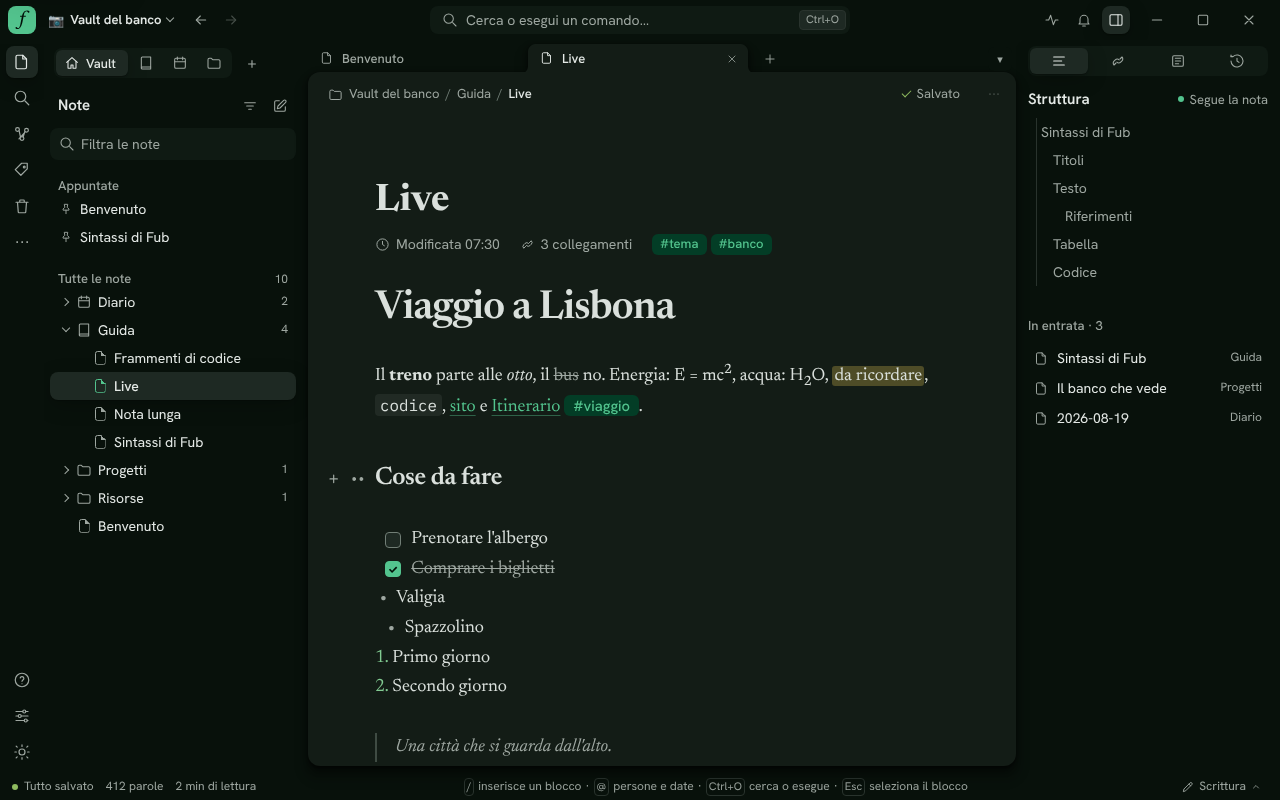 f Vault del banco
Cerca o esegui un comando… Ctrl+O
Vault
Benvenuto
Live
Note
Filtra le note
Appuntate
Benvenuto
Sintassi di Fub
Tutte le note 10
Diario 2
Guida 4
Frammenti di codice
Live
Nota lunga
Sintassi di Fub
Progetti 1
Risorse 1
Benvenuto
Vault del banco / Guida / Live
Salvato
Live
Modificata 07:30 3 collegamenti #tema #banco
Viaggio a Lisbona
Il treno parte alle otto, il bus no. Energia: E = mc², acqua: H₂O, da ricordare,
codice, sito e Itinerario #viaggio.
Cose da fare
Prenotare l'albergo
Comprare i biglietti
• Valigia
• Spazzolino
1. Primo giorno
2. Secondo giorno
Una città che si guarda dall'alto.
Struttura
Segue la nota
Sintassi di Fub
Titoli
Testo
Riferimenti
Tabella
Codice
In entrata · 3
Sintassi di Fub Guida
Il banco che vede Progetti
2026-08-19 Diario
Tutto salvato 412 parole 2 min di lettura
/ inserisce un blocco · @ persone e date · Ctrl+O cerca o esegue · Esc seleziona il blocco
Scrittura